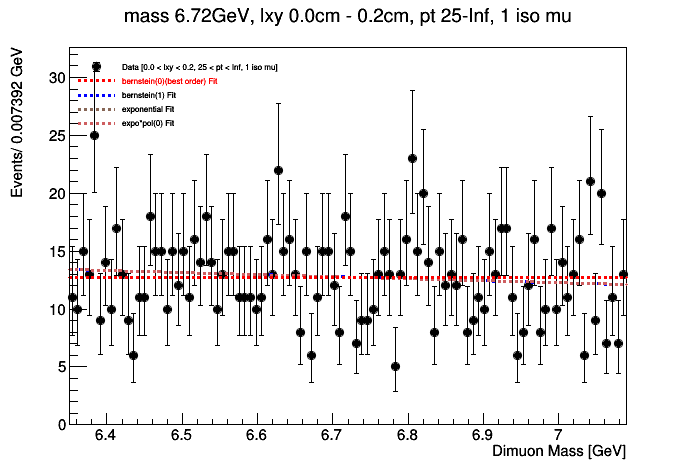 mass 6.72GeV, lxy 0.0cm - 0.2cm, pt 25-Inf, 1 iso mu
Events/ 0.007392 GeV
Data [0.0 < lxy < 0.2, 25 < pt < Inf, 1 iso mu]
bernstein(0)(best order) Fit
bernstein(1) Fit
exponential Fit
expo*pol(0) Fit
30
25
20
15
10
5
0
6.4 6.5 6.6 6.7 6.8 6.9 7
Dimuon Mass [GeV]